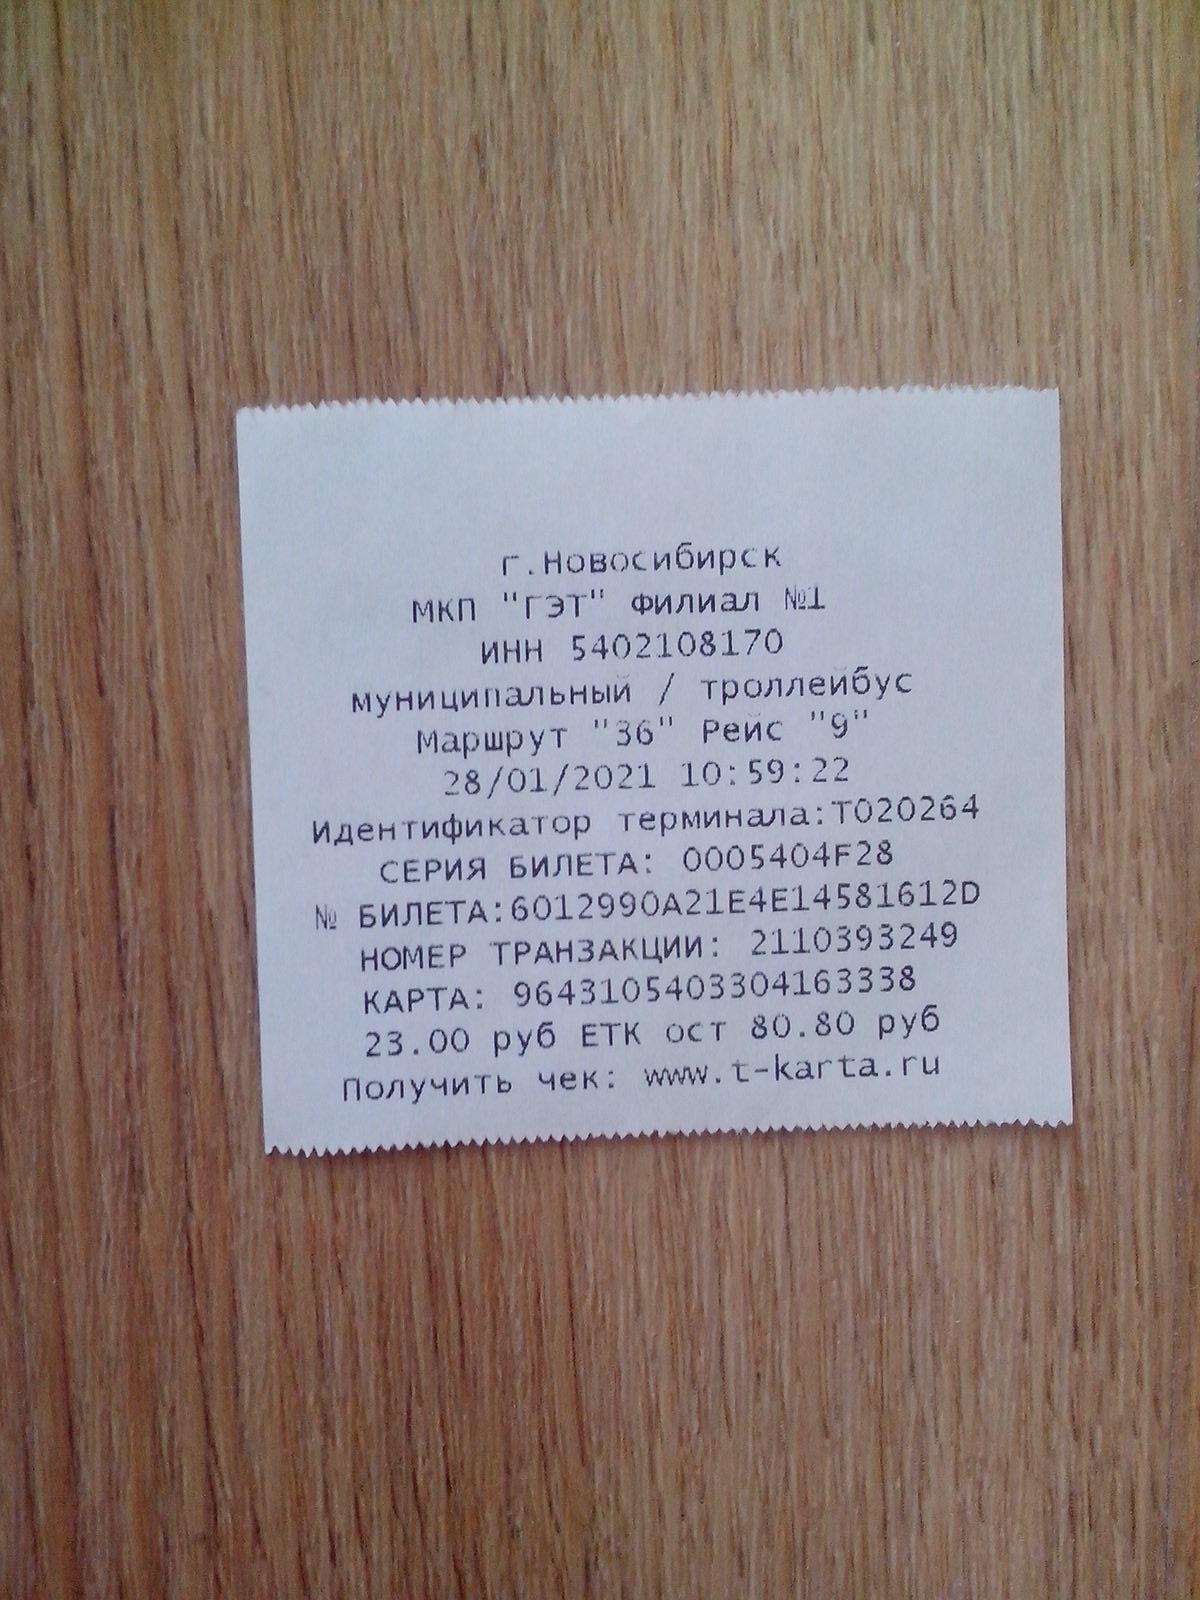 г.Новосибирск
МКП "ГЭТ" Филиал №1
ИНН 5402108170
муниципальный / троллейбус
Маршрут "36" Рейс "9"
28/01/2021 10:59:22
Идентификатор терминала:T020264
СЕРИЯ БИЛЕТА: 0005404F28
№ БИЛЕТА:6012990A21E4E14581612D
НОМЕР ТРАНЗАКЦИИ: 2110393249
КАРТА: 9643105403304163338
23.00 руб ЕТК ост 80.80 руб
Получить чек: www.t-karta.ru